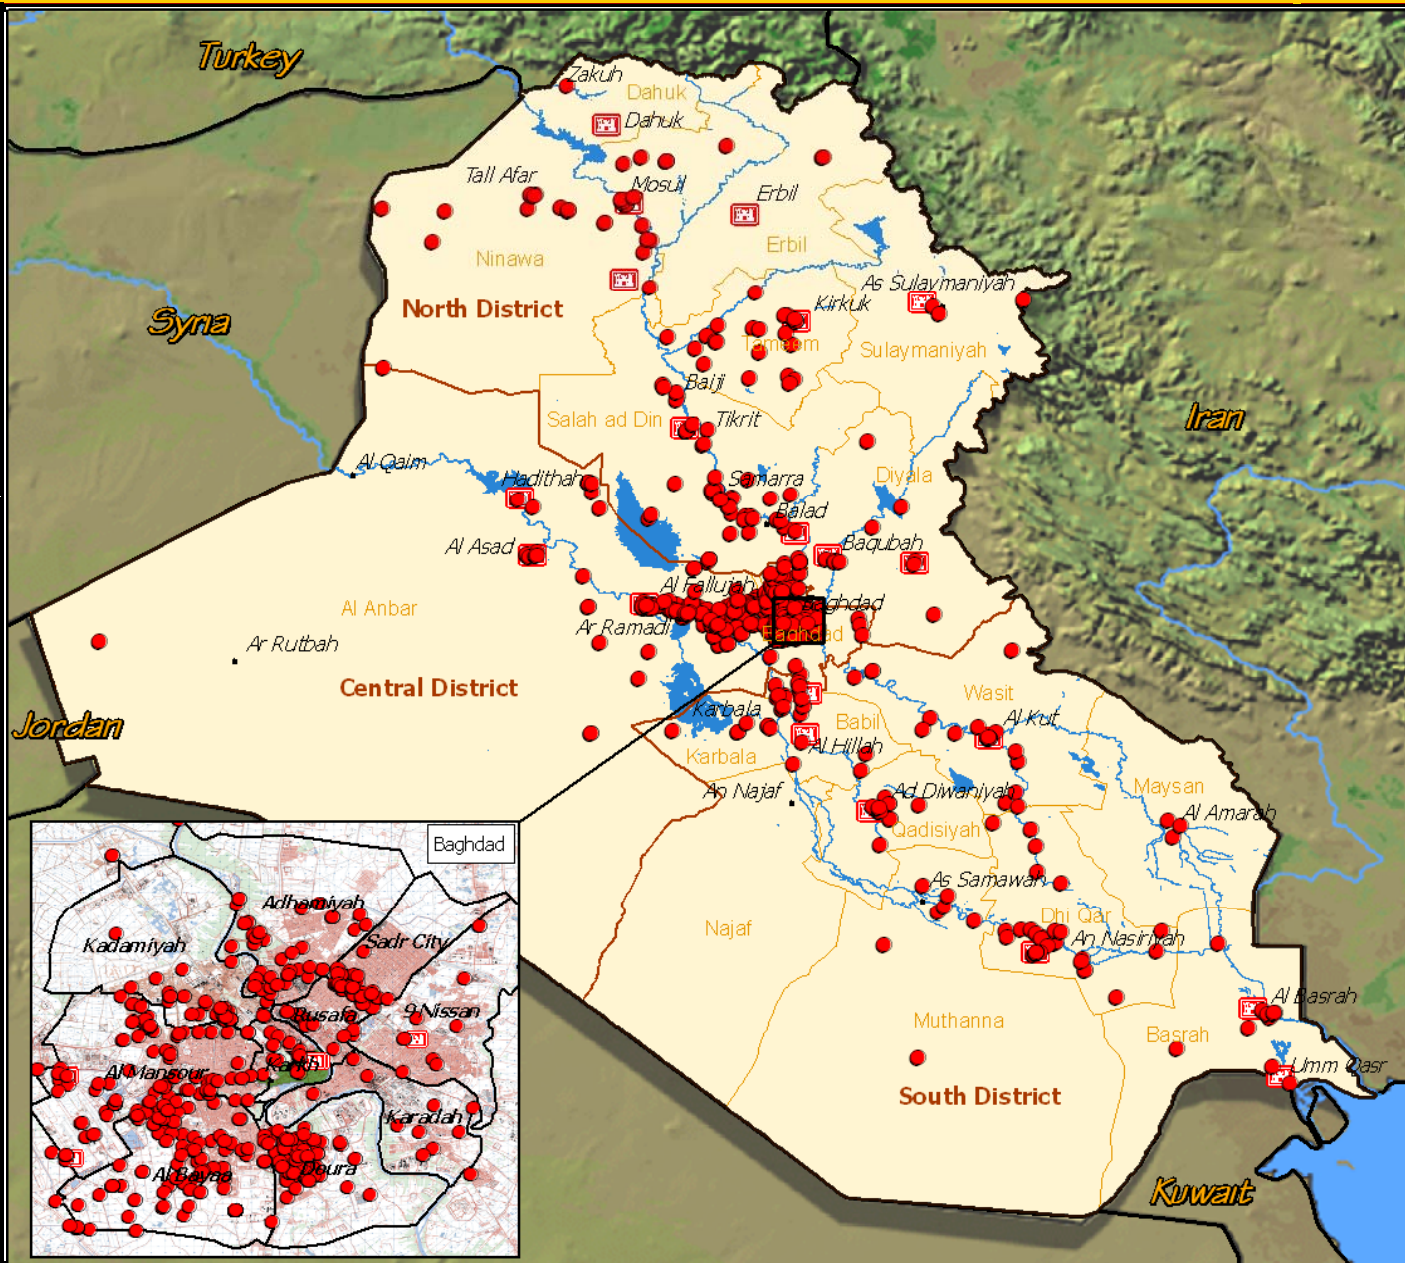 Turkey
Zakuh
Dahuk
Dahuk
Tall Afar
Mosul
Erbil
Erbil
Ninawa
North District
As Sulaymaniyah
Kirkuk
Syria
Tameem
Sulaymaniyah
Baiji
Salah ad Din
Tikrit
Iran
Al Qaim
Hadithah
Samarra
Diyala
Balad
Al Asad
Baqubah
Al Fallujah
Al Anbar
Baghdad
Ar Ramadi
Baghdad
Ar Rutbah
Central District
Wasit
Jordan
Karbala
Babil
Al Kut
Karbala
Al Hillah
An Najaf
Ad Diwaniyah
Maysan
Al Amarah
Qadisiyah
As Samawah
Najaf
Dhi Qar
An Nasiriyah
Al Basrah
Muthanna
Basrah
Umm Qasr
South District
Kuwait
Baghdad
Adhamiyah
Kadamiyah
Sadr City
Rusafa
9 Nissan
Karkh
Al Mansour
Karadah
Al Bayaa
Doura